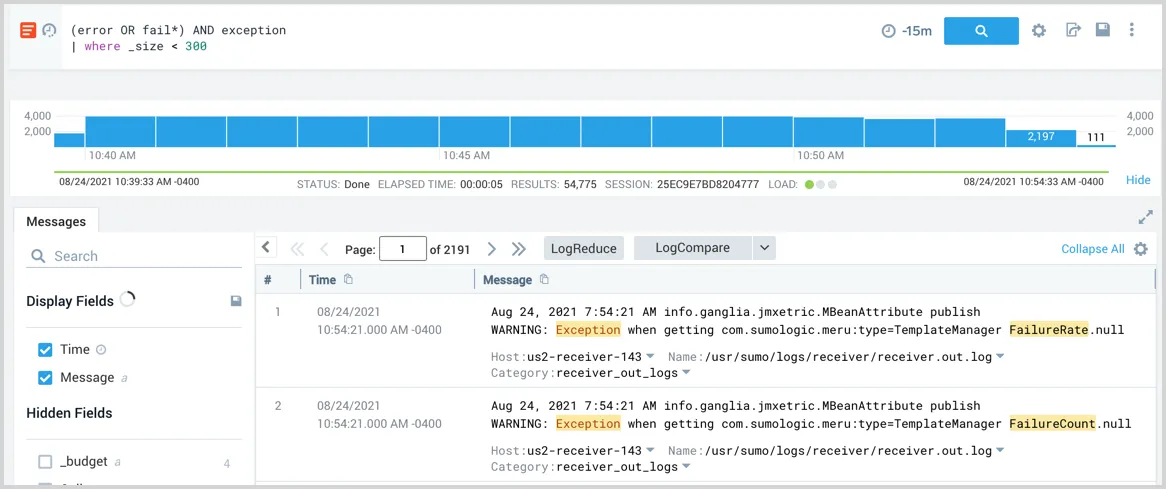 (error OR fail*) AND exception
| where _size < 300
-15m
4,000
2,000
4,000
2,000
2,197
111
10:40 AM
10:45 AM
10:50 AM
08/24/2021 10:39:33 AM -0400
STATUS: Done ELAPSED TIME: 00:00:05 RESULTS: 54,775 SESSION: 25EC9E7BD8204777 LOAD:
08/24/2021 10:54:33 AM -0400
Hide
Messages
Search
Display Fields
Time
Message a
Hidden Fields
_budget a 4
Page: 1 of 2191
LogReduce
LogCompare
Collapse All
# Time Message
1 08/24/2021
10:54:21.000 AM -0400
Aug 24, 2021 7:54:21 AM info.ganglia.jmxetric.MBeanAttribute publish
WARNING: Exception when getting com.sumologic.meru:type=TemplateManager FailureRate.null
Host:us2-receiver-143 Name:/usr/sumo/logs/receiver/receiver.out.log
Category:receiver_out_logs
2 08/24/2021
10:54:21.000 AM -0400
Aug 24, 2021 7:54:21 AM info.ganglia.jmxetric.MBeanAttribute publish
WARNING: Exception when getting com.sumologic.meru:type=TemplateManager FailureCount.null
Host:us2-receiver-143 Name:/usr/sumo/logs/receiver/receiver.out.log
Category:receiver_out_logs